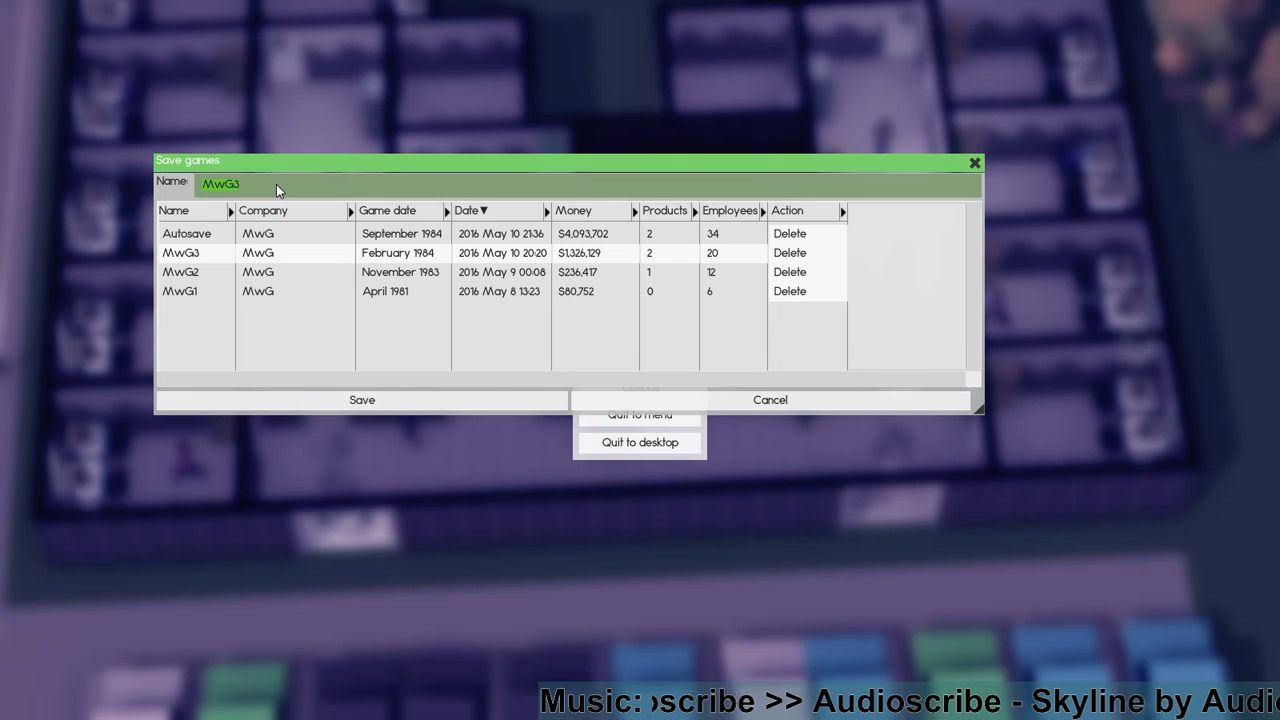 Save games
Name: MwG3
Name Company Game date Date▼ Money Products Employees Action
Autosave MwG September 1984 2016 May 10 21:36 $4,093,702 2 34 Delete
MwG3 MwG February 1984 2016 May 10 20:20 $1,326,129 2 20 Delete
MwG2 MwG November 1983 2016 May 9 00:08 $236,417 1 12 Delete
MwG1 MwG April 1981 2016 May 8 13:23 $80,752 0 6 Delete
Save Cancel
Quit to menu
Quit to desktop
Music: oscribe >> Audioscribe - Skyline by Audi